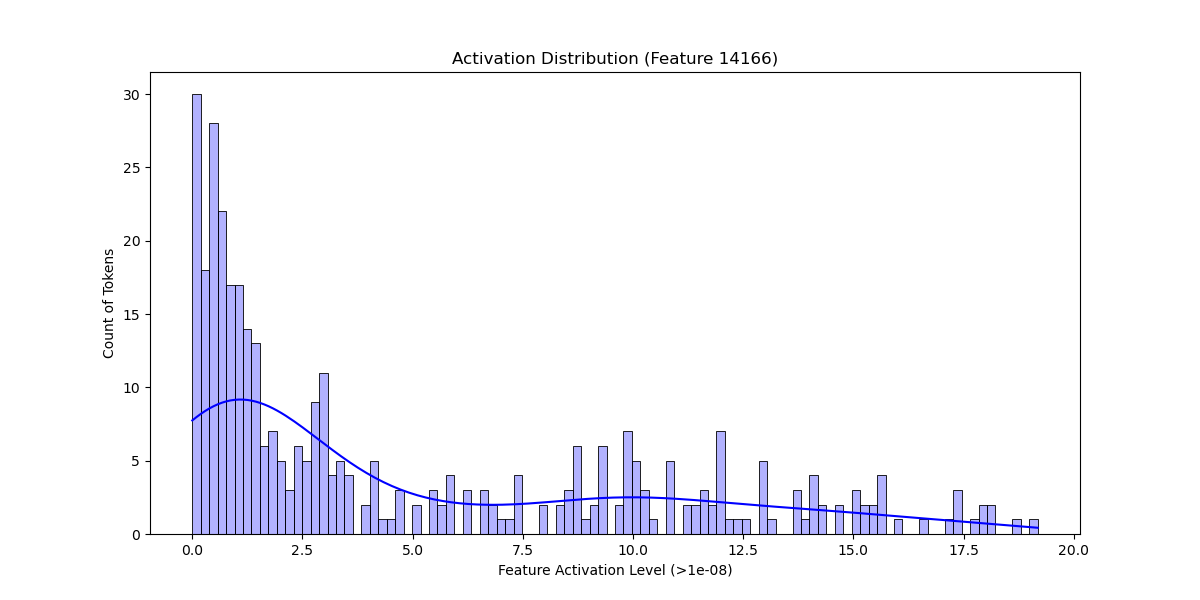 Activation Distribution (Feature 14166)
30
25
20
15
10
5
0
Count of Tokens
0.0 2.5 5.0 7.5 10.0 12.5 15.0 17.5 20.0
Feature Activation Level (>1e-08)